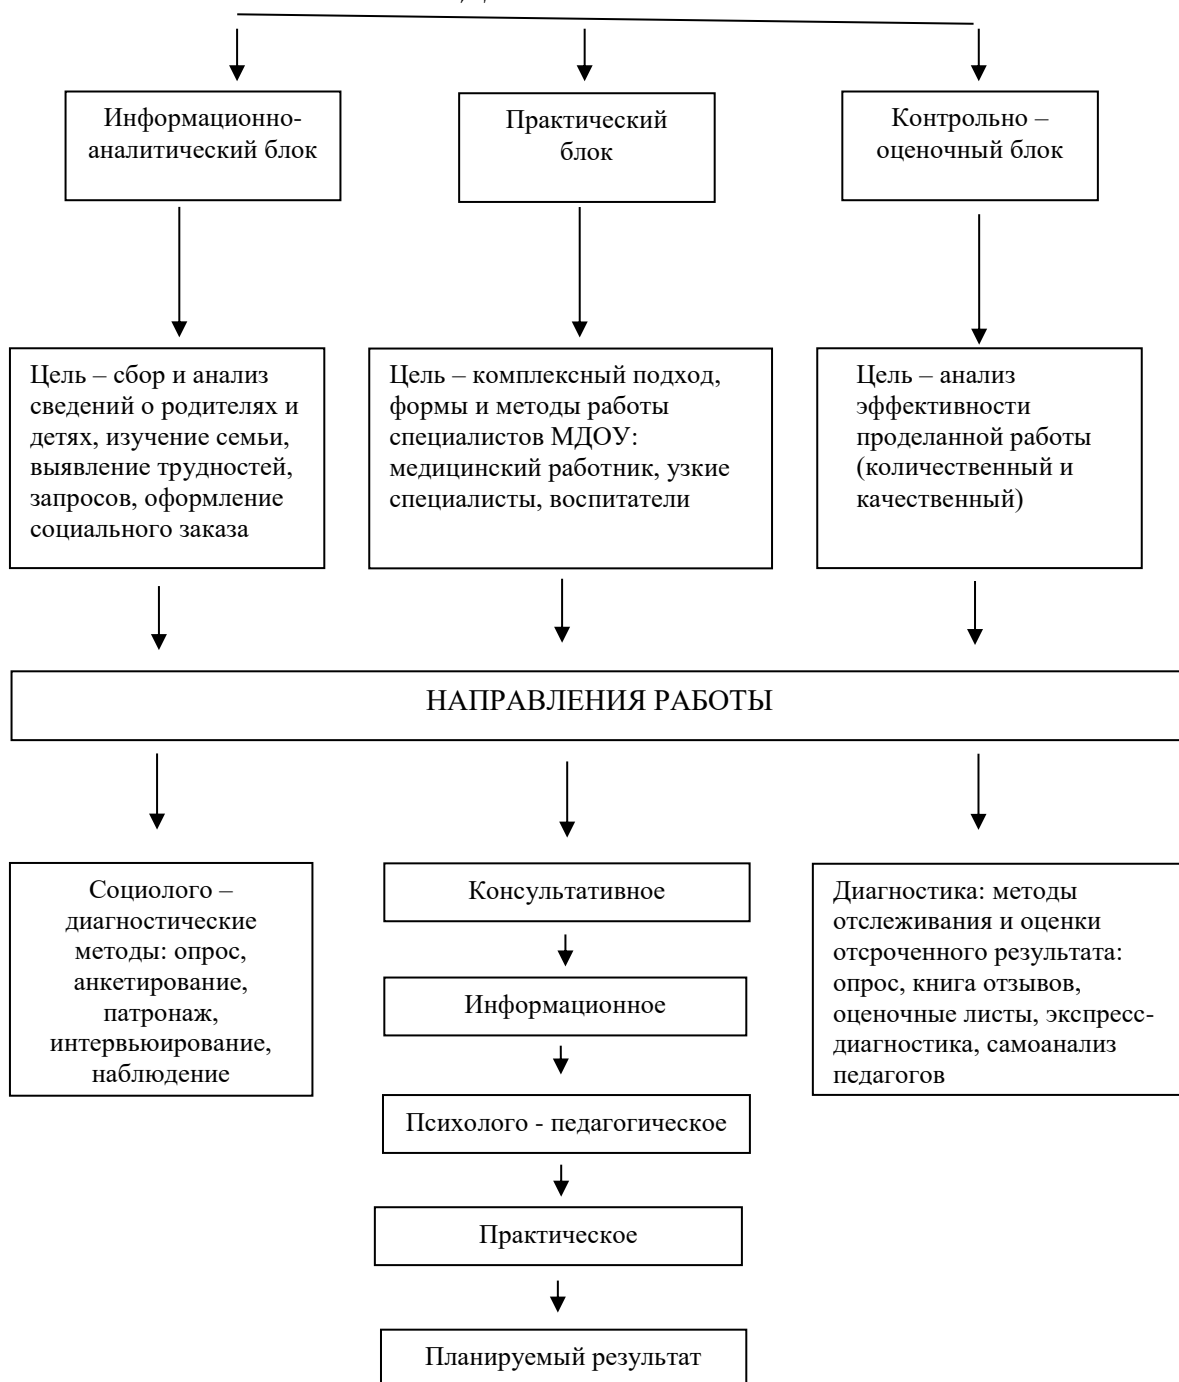 Информационно-
аналитический блок
Практический
блок
Контрольно –
оценочный блок
Цель – сбор и анализ
сведений о родителях и
детях, изучение семьи,
выявление трудностей,
запросов, оформление
социального заказа
Цель – комплексный подход,
формы и методы работы
специалистов МДОУ:
медицинский работник, узкие
специалисты, воспитатели
Цель – анализ
эффективности
проделанной работы
(количественный и
качественный)
НАПРАВЛЕНИЯ РАБОТЫ
Социолого –
диагностические
методы: опрос,
анкетирование,
патронаж,
интервьюирование,
наблюдение
Консультативное
Информационное
Психолого - педагогическое
Практическое
Планируемый результат
Диагностика: методы
отслеживания и оценки
отсроченного результата:
опрос, книга отзывов,
оценочные листы, экспресс-
диагностика, самоанализ
педагогов